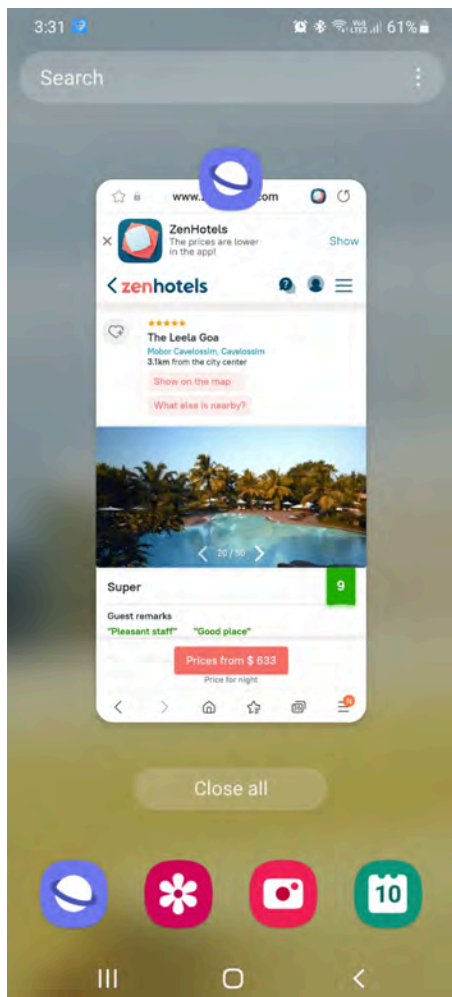 3:31 61%
Search
www. om
ZenHotels
The prices are lower
in the app!
Show
zenhotels
The Leela Goa
Mobor Cavelossim, Cavelossim
3.1km from the city center
Show on the map
What else is nearby?
20 / 50
Super 9
Guest remarks
"Pleasant staff" "Good place"
Prices from $ 633
Price for night
Close all
10